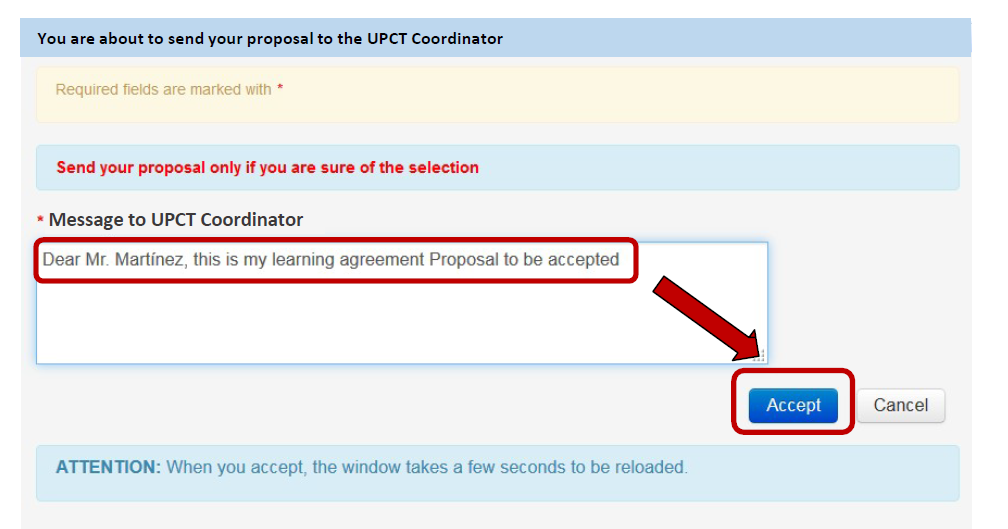 You are about to send your proposal to the UPCT Coordinator
Required fields are marked with *
Send your proposal only if you are sure of the selection
* Message to UPCT Coordinator
Dear Mr. Martínez, this is my learning agreement Proposal to be accepted
Accept Cancel
ATTENTION: When you accept, the window takes a few seconds to be reloaded.